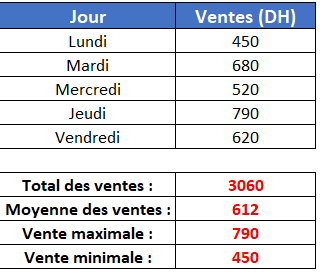 Jour Ventes (DH)
Lundi 450
Mardi 680
Mercredi 520
Jeudi 790
Vendredi 620
Total des ventes : 3060
Moyenne des ventes : 612
Vente maximale : 790
Vente minimale : 450